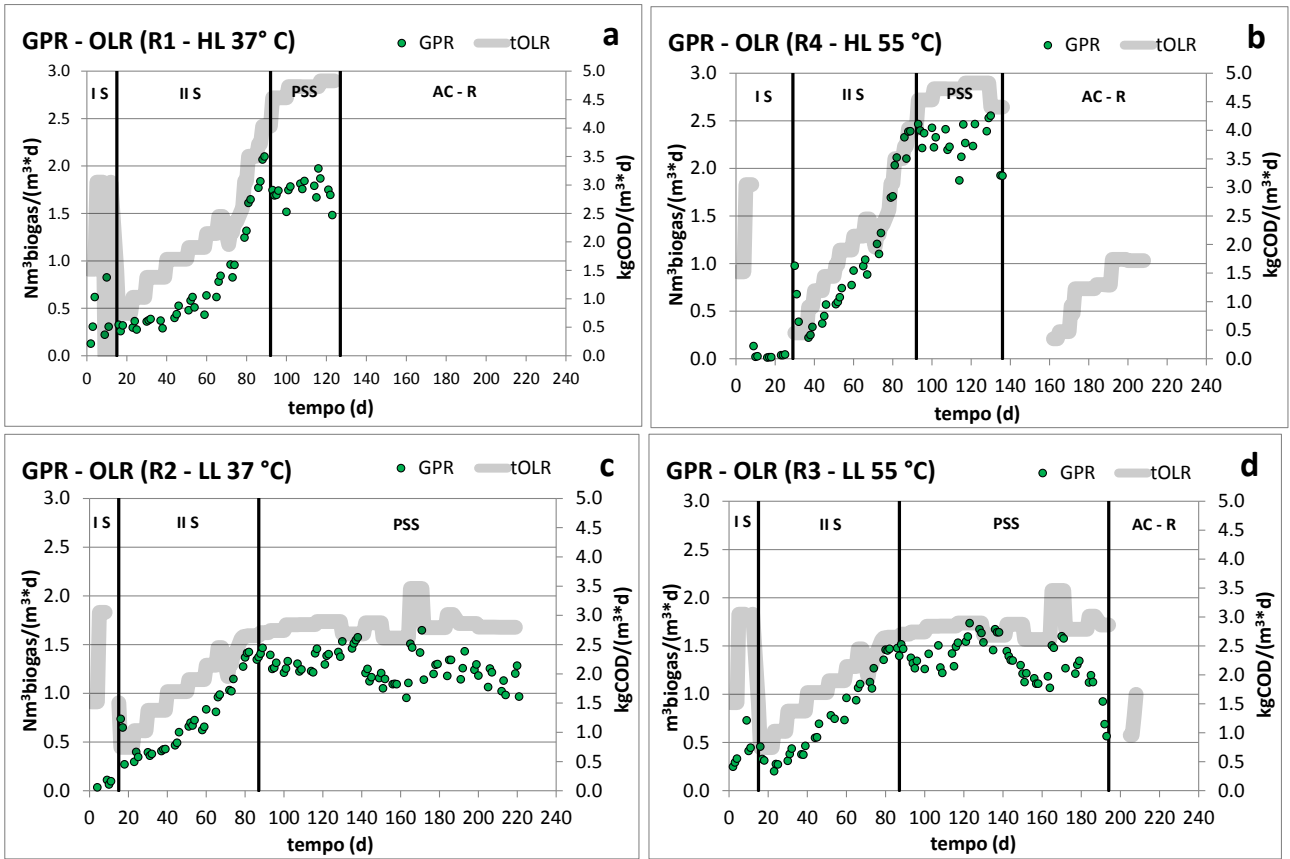 GPR - OLR (R1 - HL 37° C) GPR tOLR a
3.0 5.0
I S II S PSS AC - R
2.5 4.5
4.0
2.0 3.5
3.0
1.5 2.5
2.0
1.0 1.5
0.5 1.0
0.5
0.0 0.0
Nm³biogas/(m³*d)
kgCOD/(m³*d)
0 20 40 60 80 100 120 140 160 180 200 220 240
tempo (d)
GPR - OLR (R4 - HL 55 °C) GPR tOLR b
3.0 5.0
I S II S PSS AC - R
2.5 4.5
4.0
2.0 3.5
3.0
1.5 2.5
2.0
1.0 1.5
0.5 1.0
0.5
0.0 0.0
Nm³biogas/(m³*d)
kgCOD/(m³*d)
0 20 40 60 80 100 120 140 160 180 200 220 240
tempo (d)
GPR - OLR (R2 - LL 37 °C) GPR tOLR c
3.0 5.0
I S II S PSS
2.5 4.5
4.0
2.0 3.5
3.0
1.5 2.5
2.0
1.0 1.5
0.5 1.0
0.5
0.0 0.0
Nm³biogas/(m³*d)
kgCOD/(m³*d)
0 20 40 60 80 100 120 140 160 180 200 220 240
tempo (d)
GPR - OLR (R3 - LL 55 °C) GPR tOLR d
3.0 5.0
I S II S PSS AC - R
2.5 4.5
4.0
2.0 3.5
3.0
1.5 2.5
2.0
1.0 1.5
0.5 1.0
0.5
0.0 0.0
m³biogas/(m³*d)
kgCOD/(m³*d)
0 20 40 60 80 100 120 140 160 180 200 220 240
tempo (d)